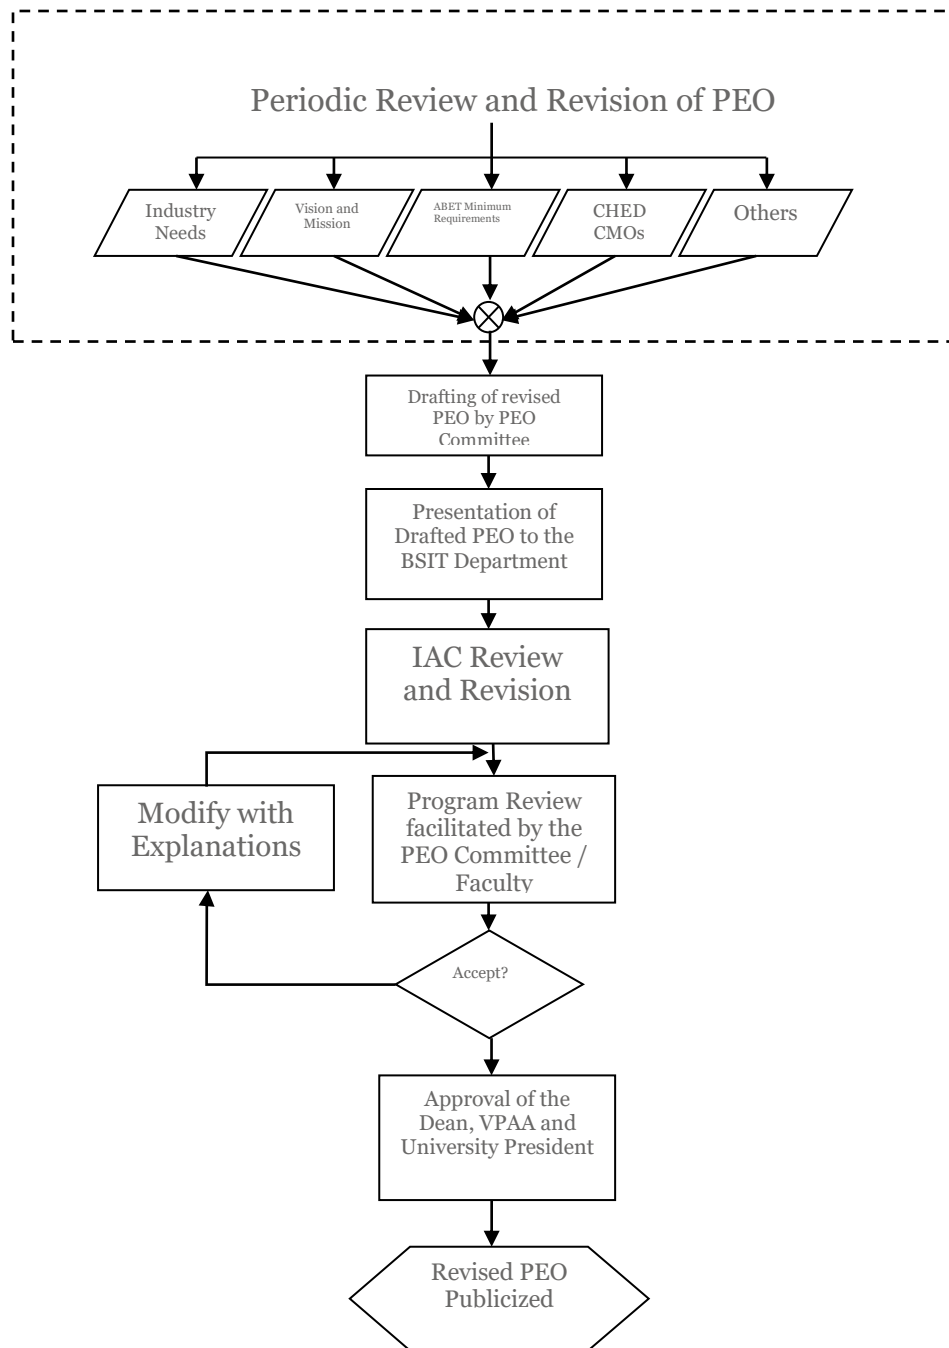 Periodic Review and Revision of PEO
Industry
Needs
Vision and
Mission
ABET Minimum
Requirements
CHED
CMOs
Others
Drafting of revised
PEO by PEO
Committee
Presentation of
Drafted PEO to the
BSIT Department
IAC Review
and Revision
Modify with
Explanations
Program Review
facilitated by the
PEO Committee /
Faculty
Accept?
Approval of the
Dean, VPAA and
University President
Revised PEO
Publicized